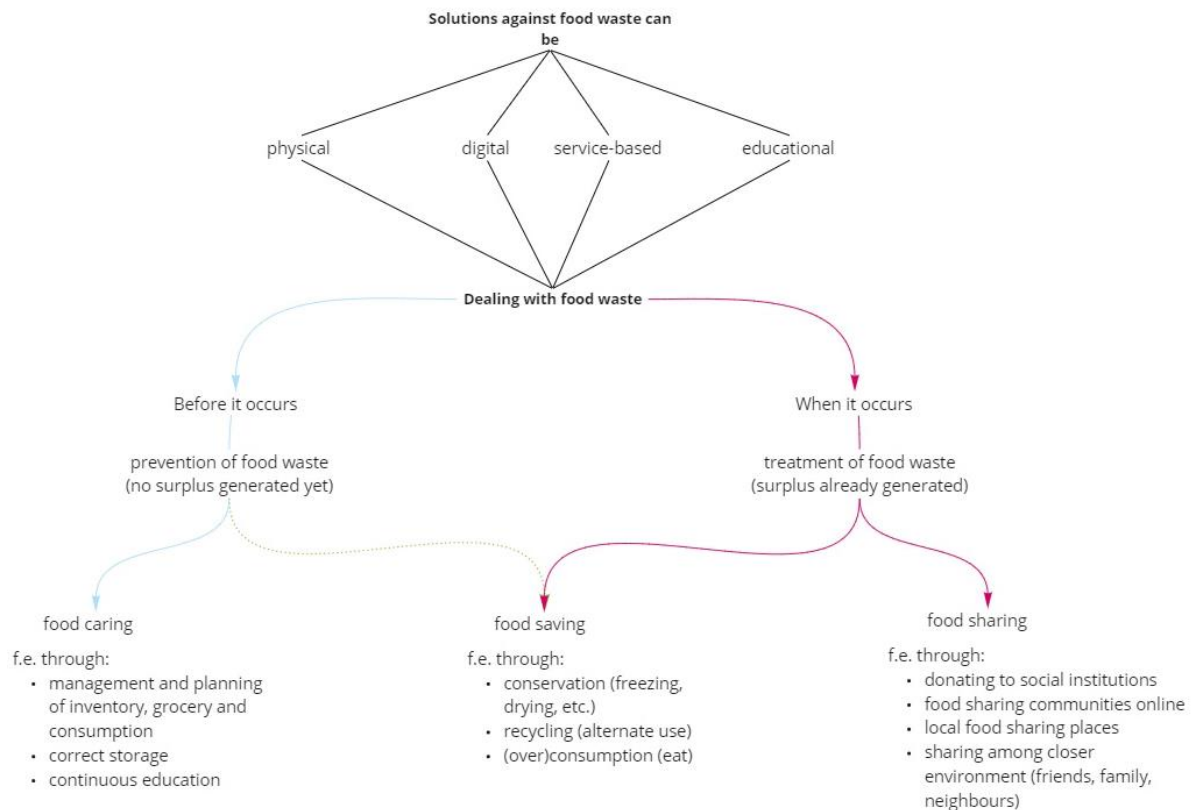 Solutions against food waste can
be
physical
digital
service-based
educational
Dealing with food waste
Before it occurs
When it occurs
prevention of food waste
(no surplus generated yet)
treatment of food waste
(surplus already generated)
food caring
f.e. through:
• management and planning
of inventory, grocery and
consumption
• correct storage
• continuous education
food saving
f.e. through:
• conservation (freezing,
drying, etc.)
• recycling (alternate use)
• (over)consumption (eat)
food sharing
f.e. through:
• donating to social institutions
• food sharing communities online
• local food sharing places
• sharing among closer
environment (friends, family,
neighbours)